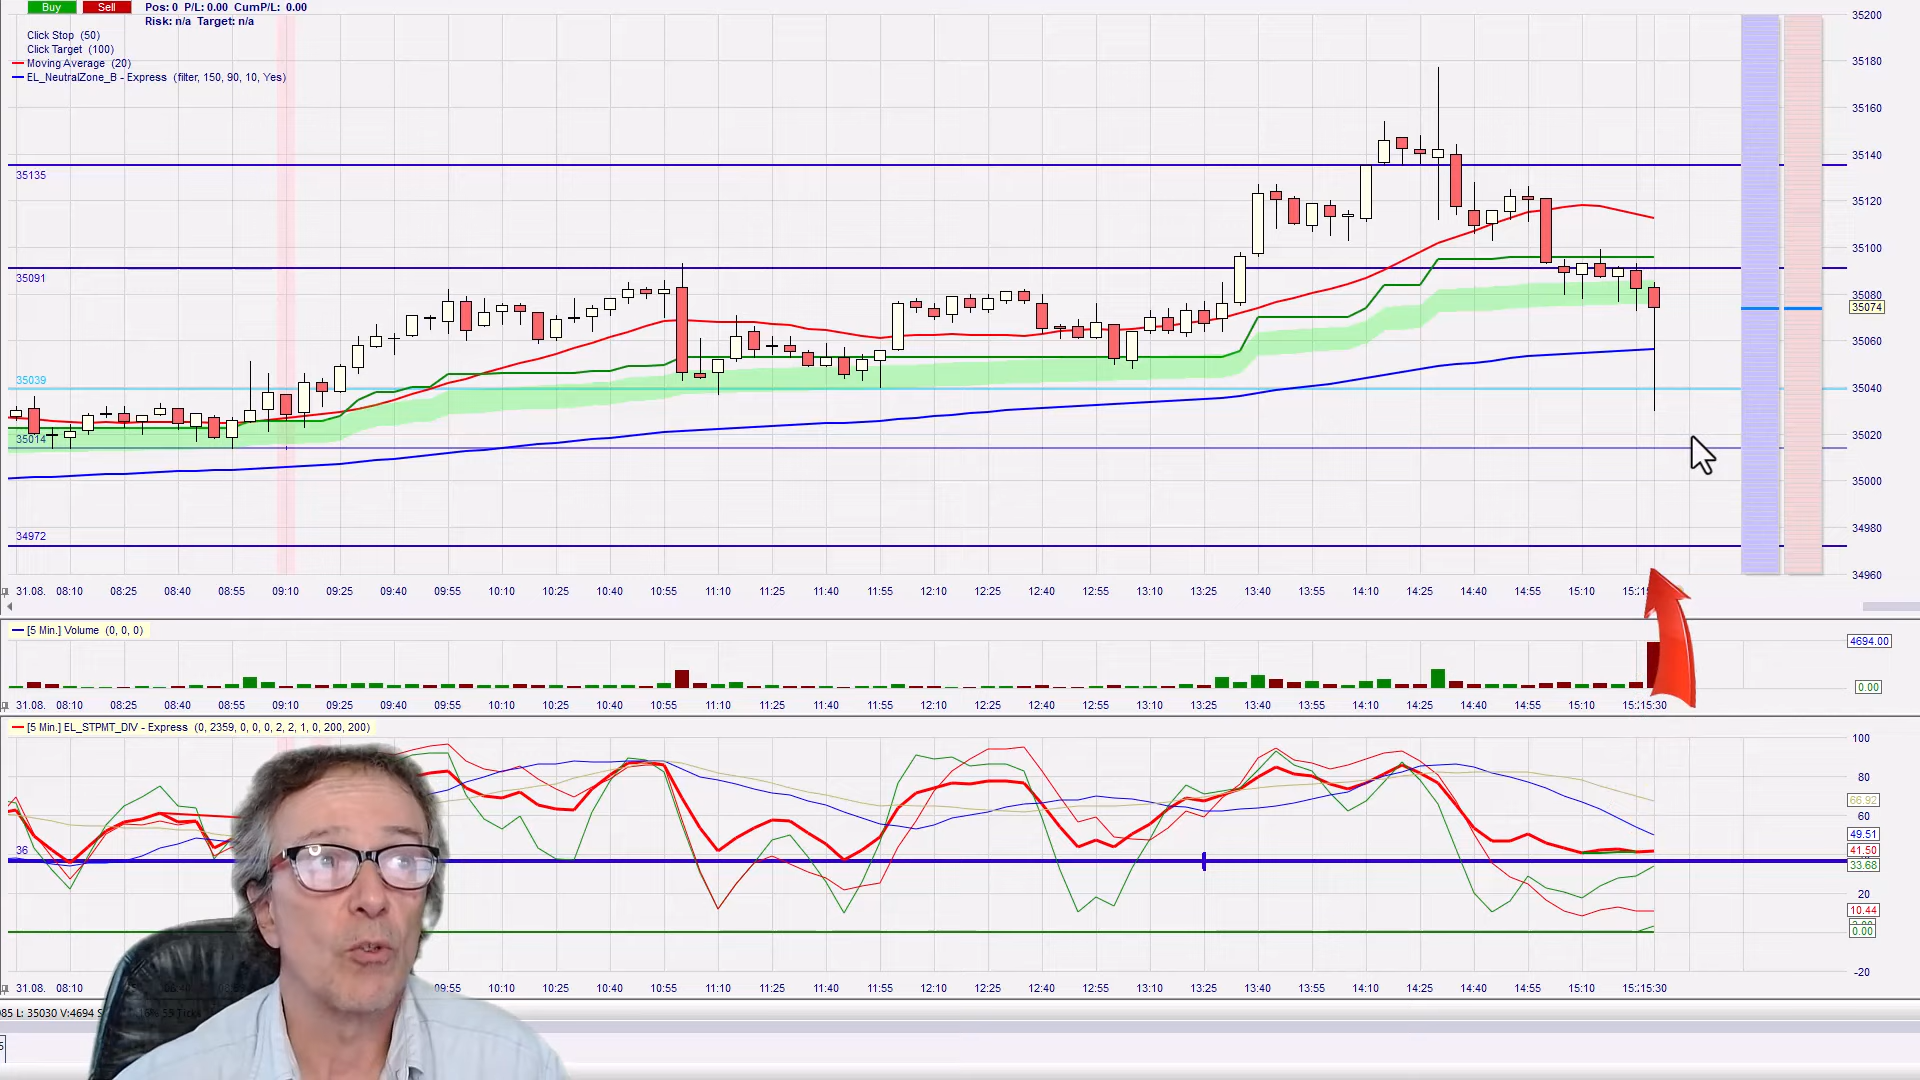 Buy Sell Pos: 0 P/L: 0.00 CumP/L: 0.00
Risk: n/a Target: n/a
Click Stop (50)
Click Target (100)
Moving Average (20)
EL_NeutralZone_B - Express (filter, 150, 90, 10, Yes)
35200
35180
35160
35140
35135
35120
35100
35091
35080
35074
35060
35040
35039
35020
35014
35000
34980
34972
34960
31.08. 08:10 08:25 08:40 08:55 09:10 09:25 09:40 09:55 10:10 10:25 10:40 10:55 11:10 11:25 11:40 11:55 12:10 12:25 12:40 12:55 13:10 13:25 13:40 13:55 14:10 14:25 14:40 14:55 15:10
[5 Min.] Volume (0, 0, 0)
4694.00
0.00
31.08. 08:10 08:25 08:40 08:55 09:10 09:25 09:40 09:55 10:10 10:25 10:40 10:55 11:10 11:25 11:40 11:55 12:10 12:25 12:40 12:55 13:10 13:25 13:40 13:55 14:10 14:25 14:40 14:55 15:10 15:30
[5 Min.] EL_STPMT_DIV - Express (0, 2359, 0, 0, 0, 2, 2, 1, 0, 200, 200)
100
80
66.92
60
49.51
41.50
36
33.68
20
10.44
0.00
-20
31.08. 08:10 09:55 10:10 10:25 10:40 10:55 11:10 11:25 11:40 11:55 12:10 12:25 12:40 12:55 13:10 13:25 13:40 13:55 14:10 14:25 14:40 14:55 15:10 15:30
L: 35030 V:4694